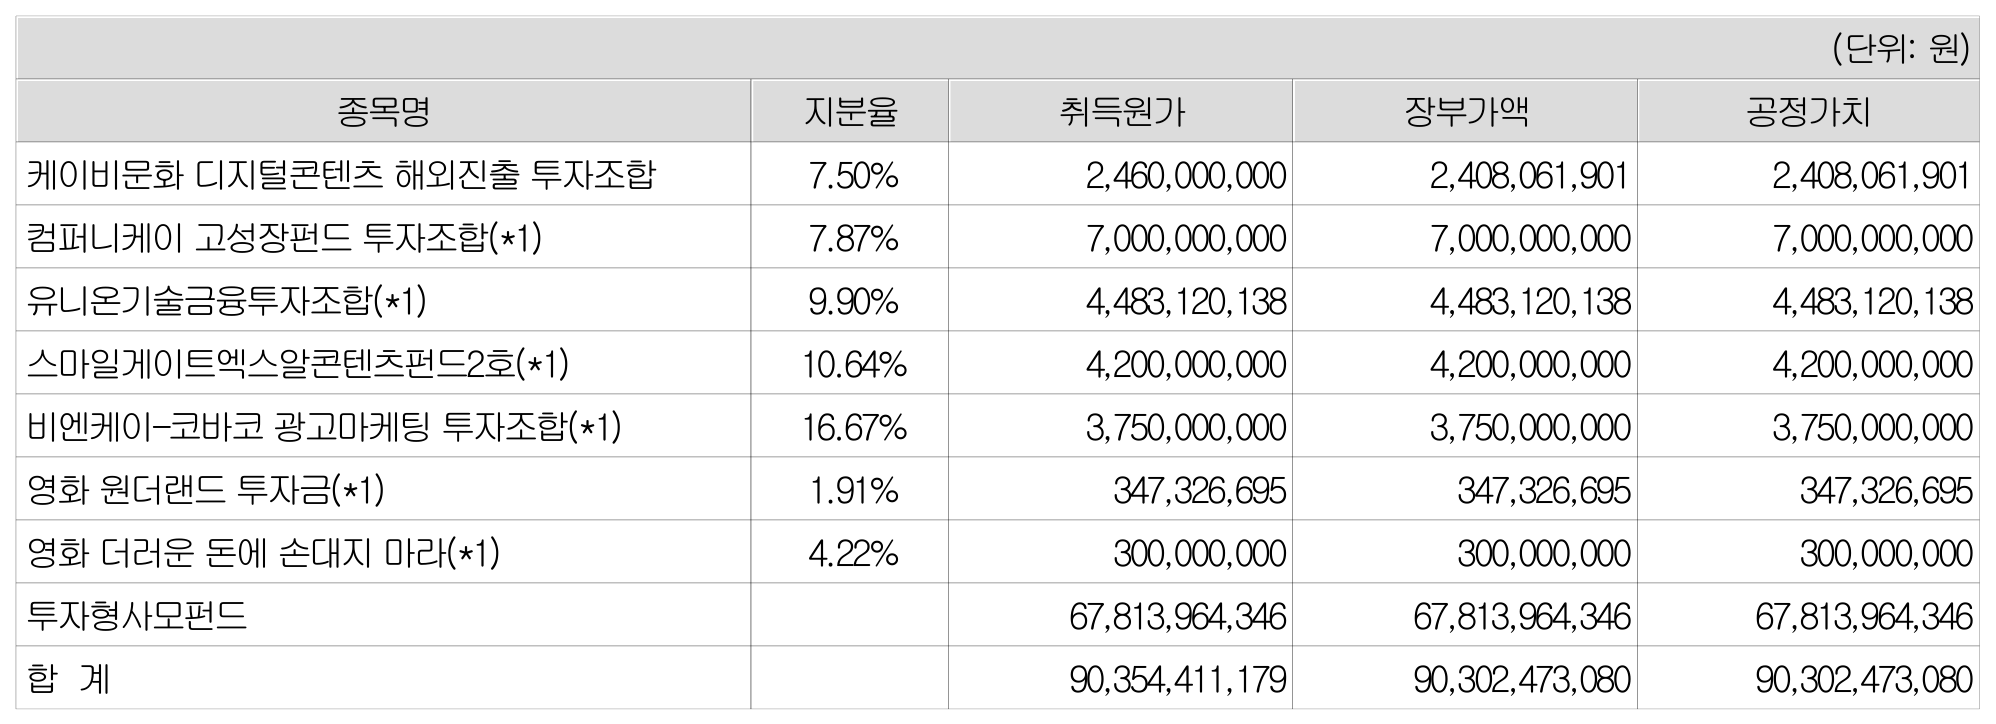 (단위: 원)
종목명 지분율 취득원가 장부가액 공정가치
케이비문화 디지털콘텐츠 해외진출 투자조합 7.50% 2,460,000,000 2,408,061,901 2,408,061,901
컴퍼니케이 고성장펀드 투자조합(*1) 7.87% 7,000,000,000 7,000,000,000 7,000,000,000
유니온기술금융투자조합(*1) 9.90% 4,483,120,138 4,483,120,138 4,483,120,138
스마일게이트엑스알콘텐츠펀드2호(*1) 10.64% 4,200,000,000 4,200,000,000 4,200,000,000
비엔케이-코바코 광고마케팅 투자조합(*1) 16.67% 3,750,000,000 3,750,000,000 3,750,000,000
영화 원더랜드 투자금(*1) 1.91% 347,326,695 347,326,695 347,326,695
영화 더러운 돈에 손대지 마라(*1) 4.22% 300,000,000 300,000,000 300,000,000
투자형사모펀드 67,813,964,346 67,813,964,346 67,813,964,346
합 계 90,354,411,179 90,302,473,080 90,302,473,080